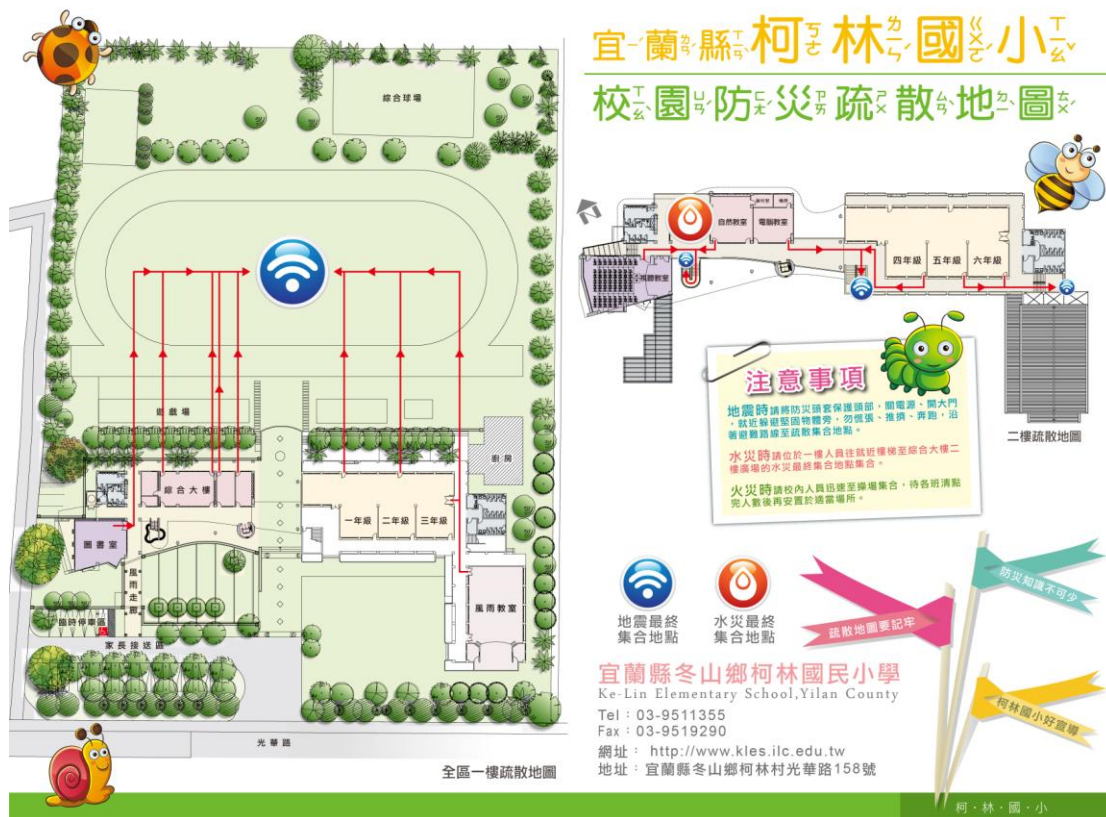 宜蘭縣柯林國小
校園防災疏散地圖
綜合球場
遊戲場
廚房
綜合大樓
一年級
二年級
三年級
圖書室
風雨走廊
風雨教室
臨時停車區
家長接送區
光華路
全區一樓疏散地圖
自然教室
電腦教室
視聽教室
四年級
五年級
六年級
二樓疏散地圖
注意事項
地震時請將防災頭套保護頭部，關電源、開大門
，就近躲避堅固物體旁，勿慌張、推擠、奔跑，沿
著避難路線至疏散集合地點。
水災時請位於一樓人員往就近樓梯至綜合大樓二
樓廣場的水災最終集合地點集合。
火災時請校內人員迅速至操場集合，待各班清點
完人數後再安置於適當場所。
地震最終
集合地點
水災最終
集合地點
防災知識不可少
疏散地圖要記牢
柯林國小好宣導
宜蘭縣冬山鄉柯林國民小學
Ke-Lin Elementary School,Yilan County
Tel：03-9511355
Fax：03-9519290
網址： http://www.kles.ilc.edu.tw
地址：宜蘭縣冬山鄉柯林村光華路158號
柯・林・國・小